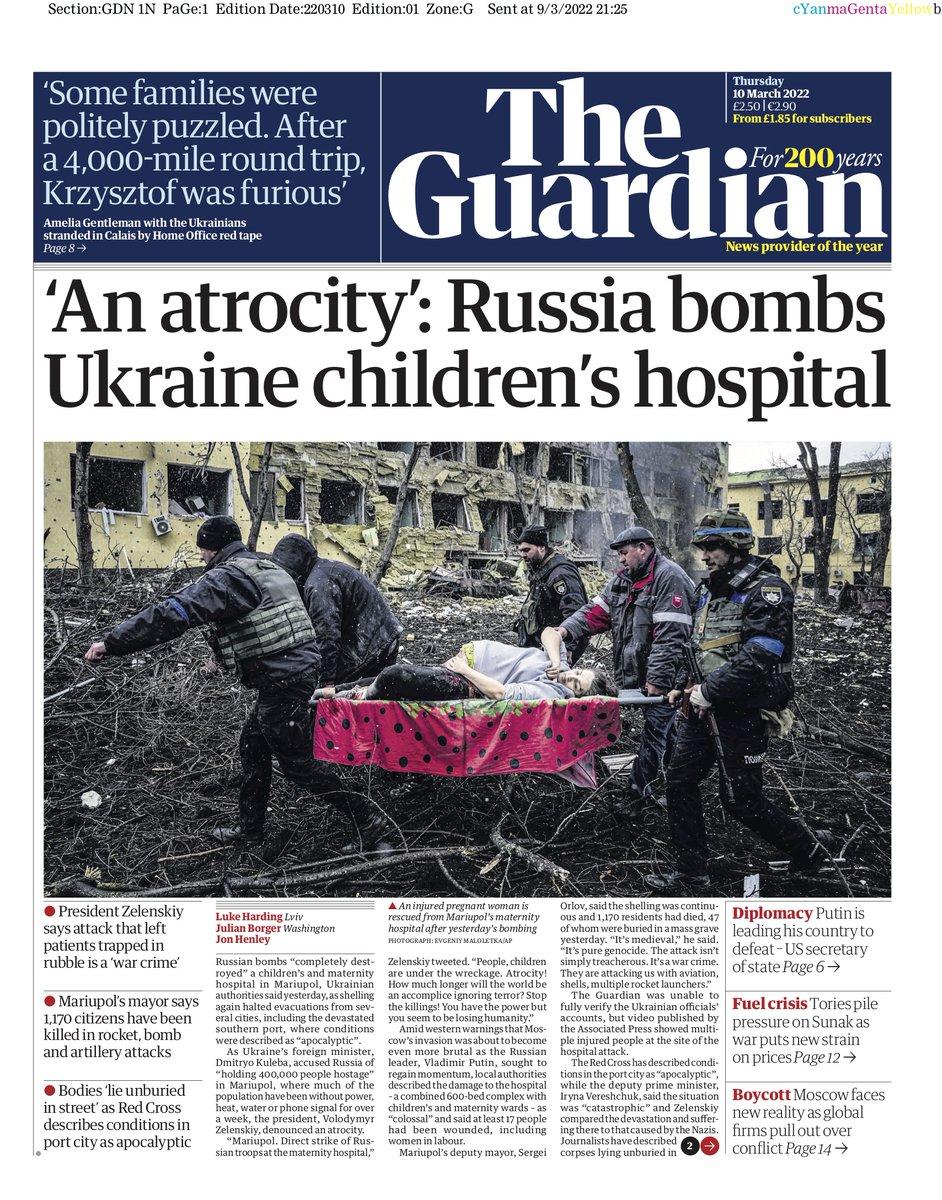 Section:GDN 1N PaGe:1 Edition Date:220310 Edition:01 Zone:G Sent at 9/3/2022 21:25
cYanmaGentaYellowb
‘Some families were
politely puzzled. After
a 4,000-mile round trip,
Krzysztof was furious’
Amelia Gentleman with the Ukrainians
stranded in Calais by Home Office red tape
Page 8 →
The
Guardian
Thursday
10 March 2022
£2.50 | €2.90
From £1.85 for subscribers
For 200 years
News provider of the year
‘An atrocity’: Russia bombs
Ukraine children’s hospital
● President Zelenskiy
says attack that left
patients trapped in
rubble is a ‘war crime’
● Mariupol’s mayor says
1,170 citizens have been
killed in rocket, bomb
and artillery attacks
● Bodies ‘lie unburied
in street’ as Red Cross
describes conditions in
port city as apocalyptic
Luke Harding Lviv
Julian Borger Washington
Jon Henley
Russian bombs “completely dest-
royed” a children’s and maternity
hospital in Mariupol, Ukrainian
authorities said yesterday, as shelling
again halted evacuations from sev-
eral cities, including the devastated
southern port, where conditions
were described as “apocalyptic”.
As Ukraine’s foreign minister,
Dmitryo Kuleba, accused Russia of
“holding 400,000 people hostage”
in Mariupol, where much of the
population have been without power,
heat, water or phone signal for over
a week, the president, Volodymyr
Zelenskiy, denounced an atrocity.
“Mariupol. Direct strike of Rus-
sian troops at the maternity hospital,”
▲ An injured pregnant woman is
rescued from Mariupol’s maternity
hospital after yesterday’s bombing
PHOTOGRAPH: EVGENIY MALOLETKA/AP
Zelenskiy tweeted. “People, children
are under the wreckage. Atrocity!
How much longer will the world be
an accomplice ignoring terror? Stop
the killings! You have the power but
you seem to be losing humanity.”
Amid western warnings that Mos-
cow’s invasion was about to become
even more brutal as the Russian
leader, Vladimir Putin, sought to
regain momentum, local authorities
described the damage to the hospital
– a combined 600-bed complex with
children’s and maternity wards – as
“colossal” and said at least 17 people
had been wounded, including
women in labour.
Mariupol’s deputy mayor, Sergei
Orlov, said the shelling was continu-
ous and 1,170 residents had died, 47
of whom were buried in a mass grave
yesterday. “It’s medieval,” he said.
“It’s pure genocide. The attack isn’t
simply treacherous. It’s a war crime.
They are attacking us with aviation,
shells, multiple rocket launchers.”
The Guardian was unable to
fully verify the Ukrainian officials’
accounts, but video published by
the Associated Press showed multi-
ple injured people at the site of the
hospital attack.
The Red Cross has described condi-
tions in the port city as “apocalyptic”,
while the deputy prime minister,
Iryna Vereshchuk, said the situation
was “catastrophic” and Zelenskiy
compared the devastation and suffer-
ing there to that caused by the Nazis.
Journalists have described
corpses lying unburied in
2 →
Diplomacy Putin is
leading his country to
defeat – US secretary
of state Page 6 →
Fuel crisis Tories pile
pressure on Sunak as
war puts new strain
on prices Page 12 →
Boycott Moscow faces
new reality as global
firms pull out over
conflict Page 14 →